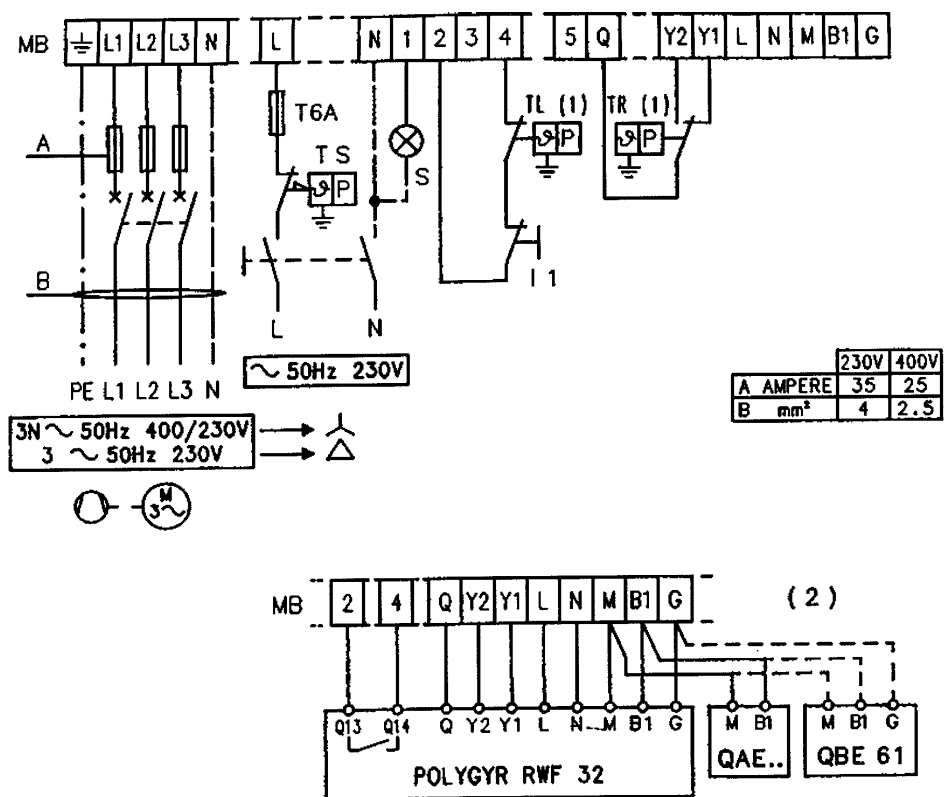 MB ⏚ L1 L2 L3 N L N 1 2 3 4 5 Q Y2 Y1 L N M B1 G
T6A
TL (1) TR (1)
A
TS
ϑ P
ϑ P
ϑ P
S
B
I1
L N
∼ 50Hz 230V
PE L1 L2 L3 N
230V 400V
A AMPERE 35 25
B mm² 4 2.5
3N ∼ 50Hz 400/230V
3 ∼ 50Hz 230V
M
3∼
MB 2 4 Q Y2 Y1 L N M B1 G
(2)
Q13 Q14 Q Y2 Y1 L N M B1 G
M B1
M B1 G
POLYGYR RWF 32
QAE..
QBE 61